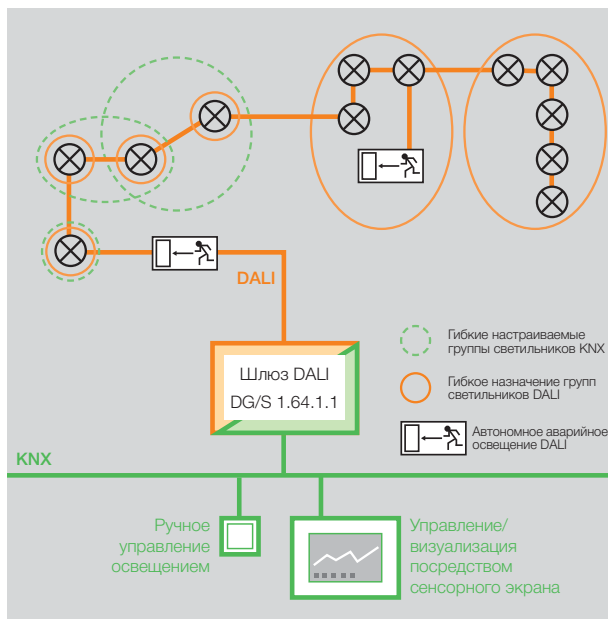 DALI
Шлюз DALI
DG/S 1.64.1.1
Гибкие настраиваемые
группы светильников KNX
Гибкое назначение групп
светильников DALI
Автономное аварийное
освещение DALI
KNX
Ручное
управление
освещением
Управление/
визуализация
посредством
сенсорного экрана